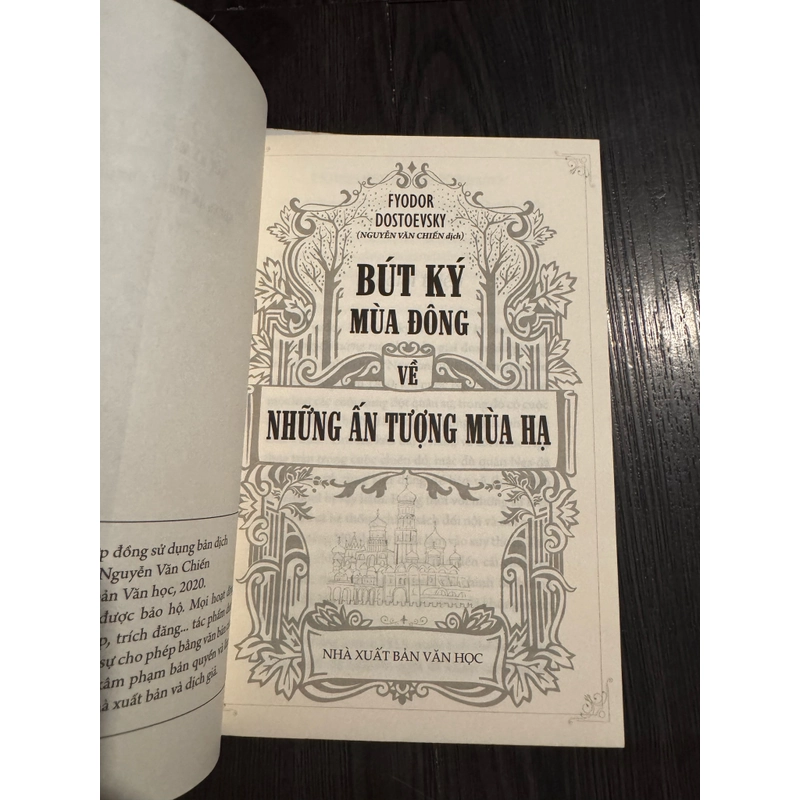 p đồng sử dụng bản dịch
Nguyễn Văn Chiến
ản Văn học, 2020.
được bảo hộ. Mọi hoạt
p, trích đăng... tác phẩm
sự cho phép bằng văn bản
tâm phạm bản quyền và
à xuất bản và dịch giả.
FYODOR
DOSTOEVSKY
(NGUYỄN VĂN CHIẾN dịch)
BÚT KÝ
MÙA ĐÔNG
VỀ
NHỮNG ẤN TƯỢNG MÙA HẠ
NHÀ XUẤT BẢN VĂN HỌC